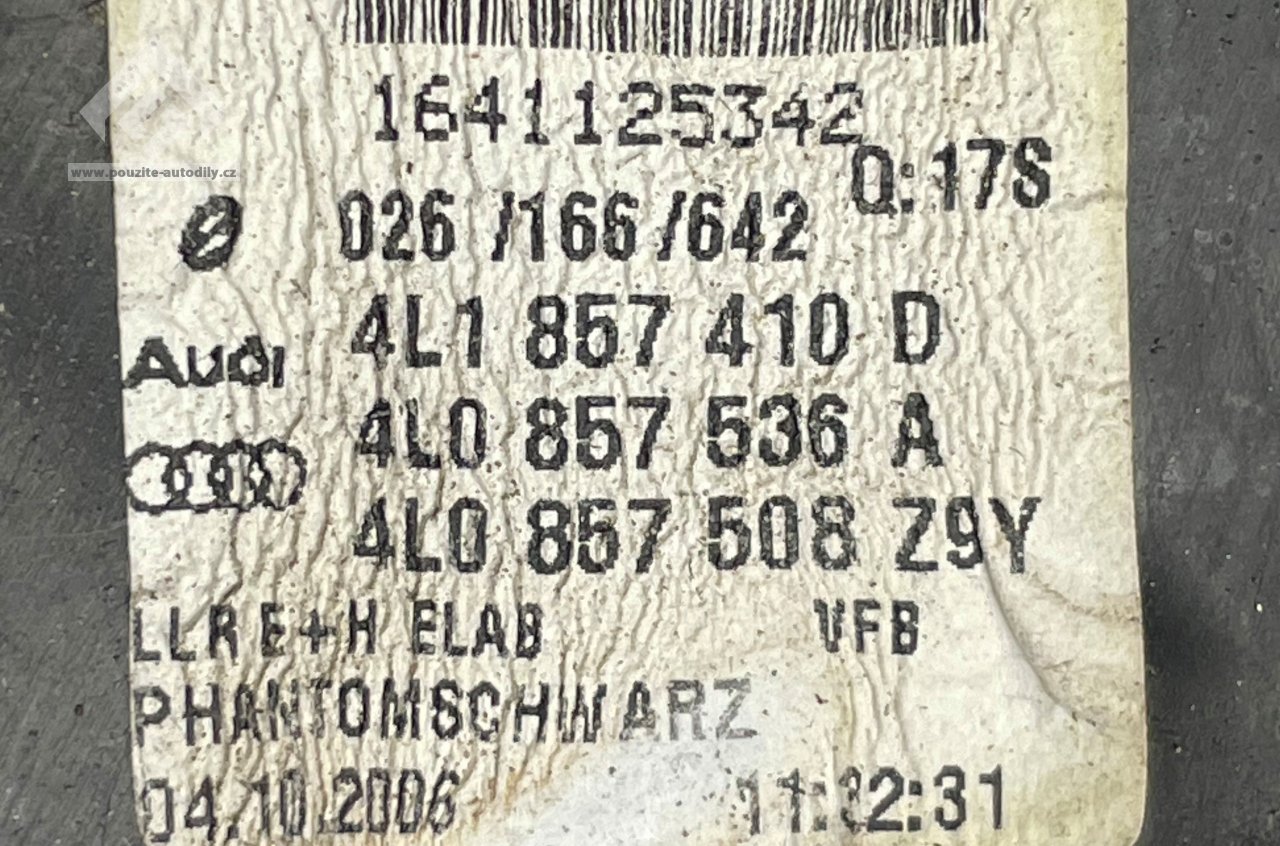 1641125342
Q:17S
www.pouzite-autodily.cz
026 /166 /642
4L1 857 410 D
Audi
4L0 857 536 A
4L0 857 508 Z9Y
LLR E+H ELAB VFB
PHANTOMSCHWARZ
04.10.2006